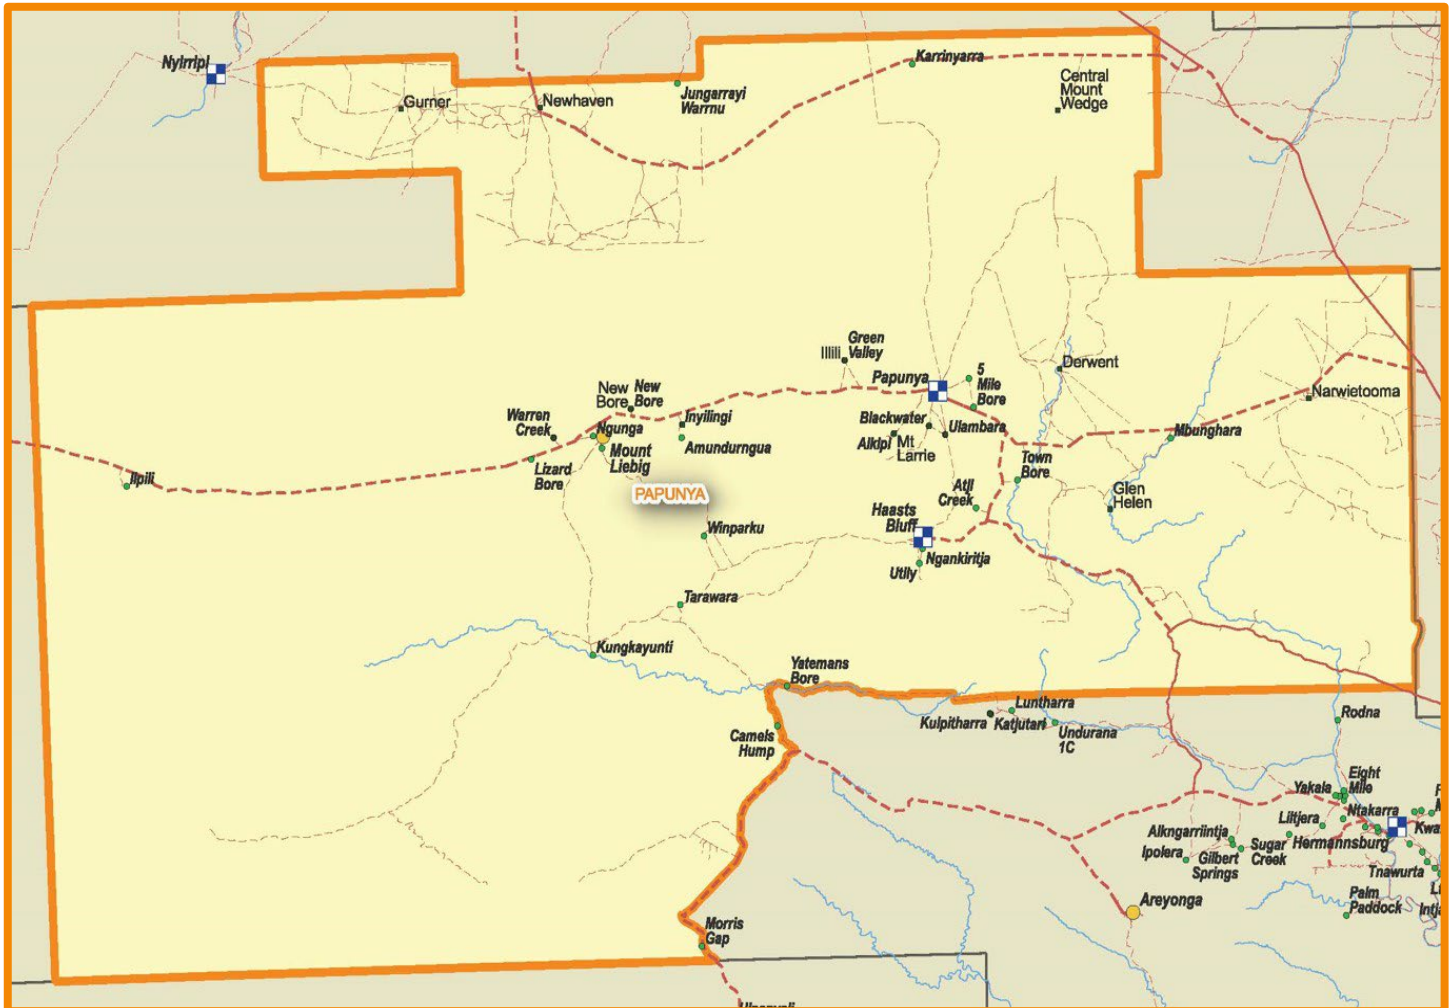 Nyirripi
Karrinyarra
Gurner
Newhaven
Jungarrayi
Warrnu
Central
Mount
Wedge
Illili
Green
Valley
Papunya
5
Mile
Bore
Derwent
Narwietooma
New
Bore
New
Bore
Warren
Creek
Ngunga
Inyilingi
Amundurngua
Blackwater
Ulambara
Alkipi
Mt
Larrie
Mbunghara
Mount
Liebig
Lizard
Bore
Ilpili
PAPUNYA
Town
Bore
Atji
Creek
Glen
Helen
Haasts
Bluff
Winparku
Ngankiritja
Utily
Tarawara
Kungkayunti
Yatemans
Bore
Luntharra
Kulpitharra
Katjutari
Undurana
1C
Rodna
Camels
Hump
Eight
Mile
Yakala
Ntakarra
Liltjera
Kwa
Alkngarriintja
Hermannsburg
Ipolera
Gilbert
Springs
Sugar
Creek
Tnawurta
Palm
Paddock
Intja
Areyonga
Morris
Gap